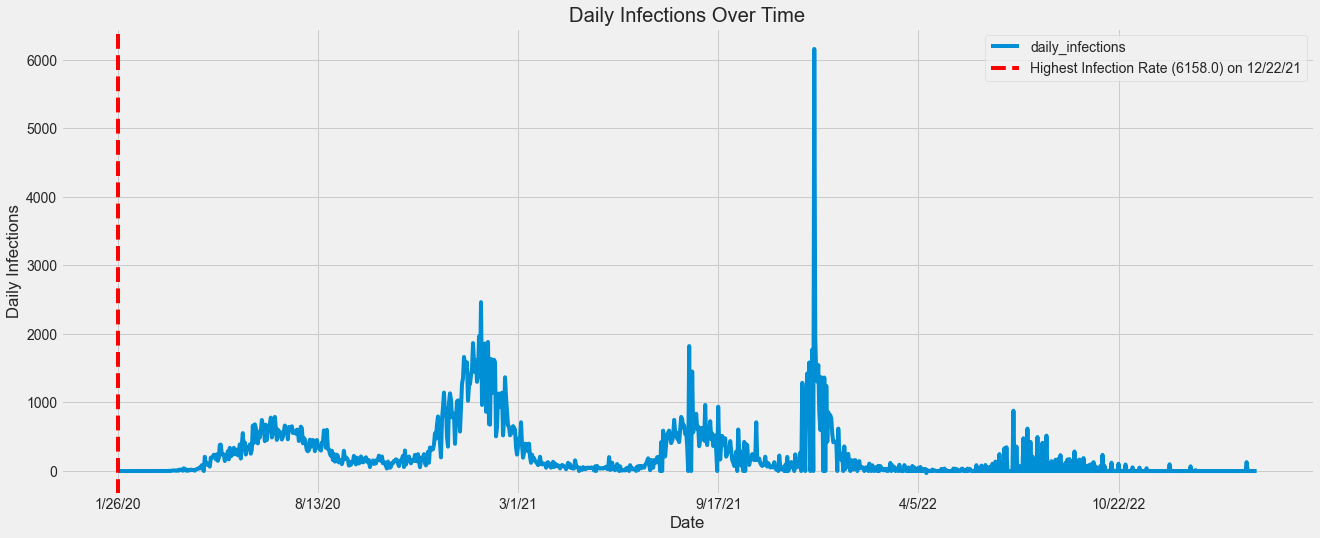 Daily Infections Over Time
daily_infections
Highest Infection Rate (6158.0) on 12/22/21
6000
5000
4000
3000
2000
1000
0
Daily Infections
1/26/20
8/13/20
3/1/21
9/17/21
4/5/22
10/22/22
Date